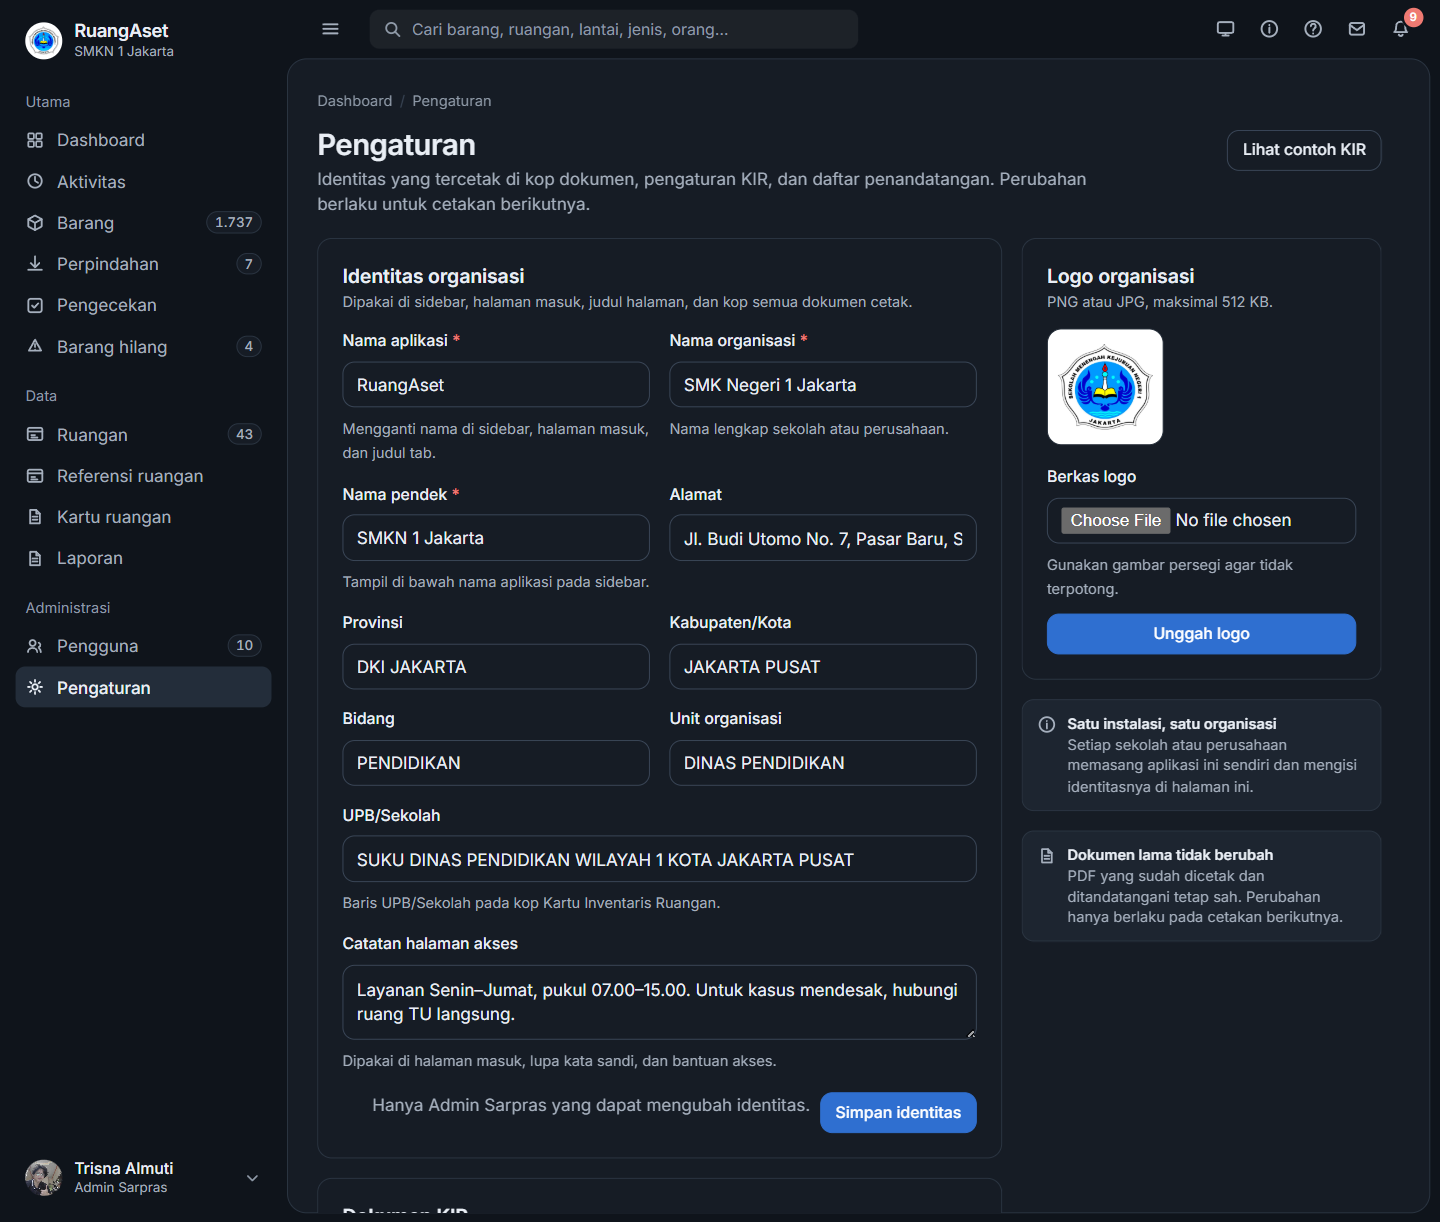 RuangAset
SMKN 1 Jakarta
Cari barang, ruangan, lantai, jenis, orang...
9
Utama
Dashboard
Aktivitas
Barang 1.737
Perpindahan 7
Pengecekan
Barang hilang 4
Data
Ruangan 43
Referensi ruangan
Kartu ruangan
Laporan
Administrasi
Pengguna 10
Pengaturan
Trisna Almuti
Admin Sarpras
Dashboard / Pengaturan
Pengaturan
Identitas yang tercetak di kop dokumen, pengaturan KIR, dan daftar penandatangan. Perubahan
berlaku untuk cetakan berikutnya.
Lihat contoh KIR
Identitas organisasi
Dipakai di sidebar, halaman masuk, judul halaman, dan kop semua dokumen cetak.
Nama aplikasi *
RuangAset
Mengganti nama di sidebar, halaman masuk,
dan judul tab.
Nama organisasi *
SMK Negeri 1 Jakarta
Nama lengkap sekolah atau perusahaan.
Nama pendek *
SMKN 1 Jakarta
Tampil di bawah nama aplikasi pada sidebar.
Alamat
Jl. Budi Utomo No. 7, Pasar Baru, S
Provinsi
DKI JAKARTA
Kabupaten/Kota
JAKARTA PUSAT
Bidang
PENDIDIKAN
Unit organisasi
DINAS PENDIDIKAN
UPB/Sekolah
SUKU DINAS PENDIDIKAN WILAYAH 1 KOTA JAKARTA PUSAT
Baris UPB/Sekolah pada kop Kartu Inventaris Ruangan.
Catatan halaman akses
Layanan Senin–Jumat, pukul 07.00–15.00. Untuk kasus mendesak, hubungi
ruang TU langsung.
Dipakai di halaman masuk, lupa kata sandi, dan bantuan akses.
Hanya Admin Sarpras yang dapat mengubah identitas.
Simpan identitas
Dokumen KIR
Logo organisasi
PNG atau JPG, maksimal 512 KB.
SEKOLAH MENENGAH KEJURUAN NEGERI 1
JAKARTA
Berkas logo
Choose File No file chosen
Gunakan gambar persegi agar tidak
terpotong.
Unggah logo
Satu instalasi, satu organisasi
Setiap sekolah atau perusahaan
memasang aplikasi ini sendiri dan mengisi
identitasnya di halaman ini.
Dokumen lama tidak berubah
PDF yang sudah dicetak dan
ditandatangani tetap sah. Perubahan
hanya berlaku pada cetakan berikutnya.